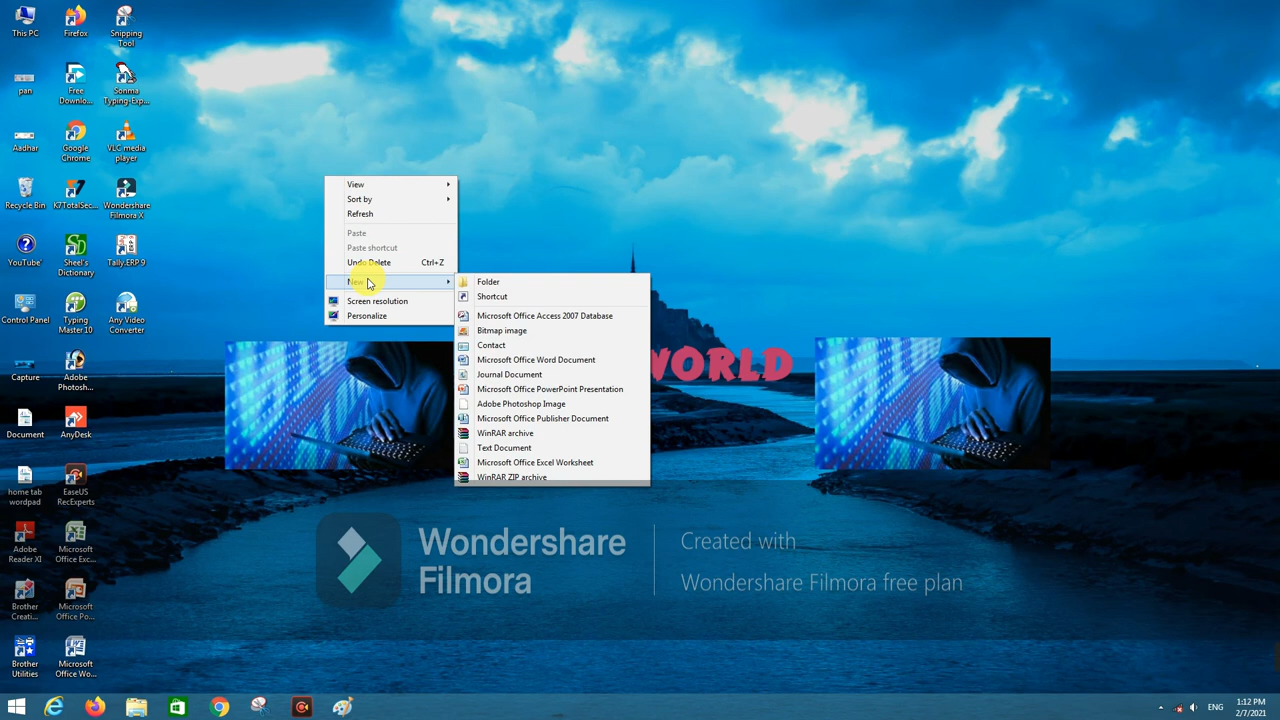 This PC
Firefox
Snipping
Tool
pan
Free
Downlo...
Sonma
Typing-Exp...
Aadhar
Google
Chrome
VLC media
player
Recycle Bin
K7TotalSec...
Wondershare
Filmora X
YouTube
Sheel's
Dictionary
Tally.ERP.9
Control Panel
Typing
Master 10
Any Video
Converter
Capture
Adobe
Photosh...
Document
AnyDesk
home tab
wordpad
EaseUS
RecExperts
Adobe
Reader XI
Microsoft
Office Exc...
Brother
Creati...
Microsoft
Office Po...
Brother
Utilities
Microsoft
Office Wo...
View
Sort by
Refresh
Paste
Paste shortcut
Undo Delete Ctrl+Z
New
Screen resolution
Personalize
Folder
Shortcut
Microsoft Office Access 2007 Database
Bitmap image
Contact
Microsoft Office Word Document
Journal Document
Microsoft Office PowerPoint Presentation
Adobe Photoshop Image
Microsoft Office Publisher Document
WinRAR archive
Text Document
Microsoft Office Excel Worksheet
WinRAR ZIP archive
WORLD
Wondershare
Filmora
Created with
Wondershare Filmora free plan
ENG
1:12 PM
2/7/2021